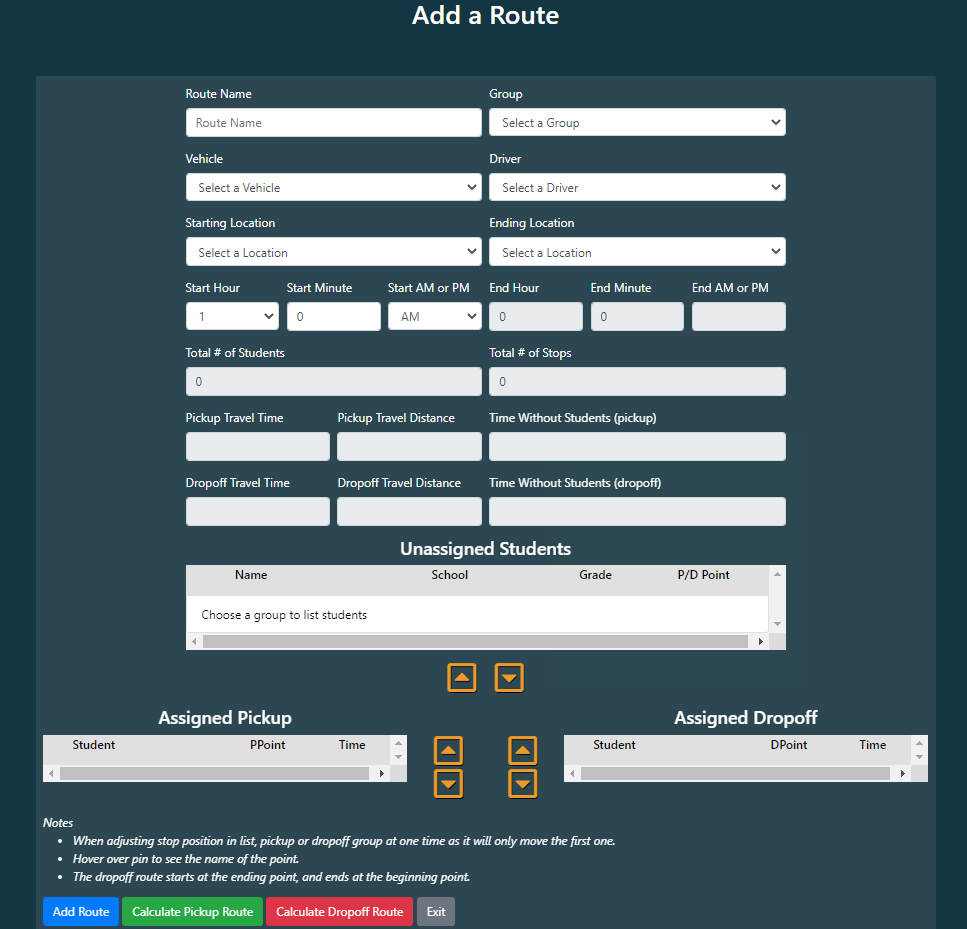 Add a Route
Route Name Group
Route Name Select a Group
Vehicle Driver
Select a Vehicle Select a Driver
Starting Location Ending Location
Select a Location Select a Location
Start Hour Start Minute Start AM or PM End Hour End Minute End AM or PM
1 0 AM 0 0
Total # of Students Total # of Stops
0 0
Pickup Travel Time Pickup Travel Distance Time Without Students (pickup)
Dropoff Travel Time Dropoff Travel Distance Time Without Students (dropoff)
Unassigned Students
Name School Grade P/D Point
Choose a group to list students
Assigned Pickup Assigned Dropoff
Student PPoint Time Student DPoint Time
Notes
• When adjusting stop position in list, pickup or dropoff group at one time as it will only move the first one.
• Hover over pin to see the name of the point.
• The dropoff route starts at the ending point, and ends at the beginning point.
Add Route Calculate Pickup Route Calculate Dropoff Route Exit